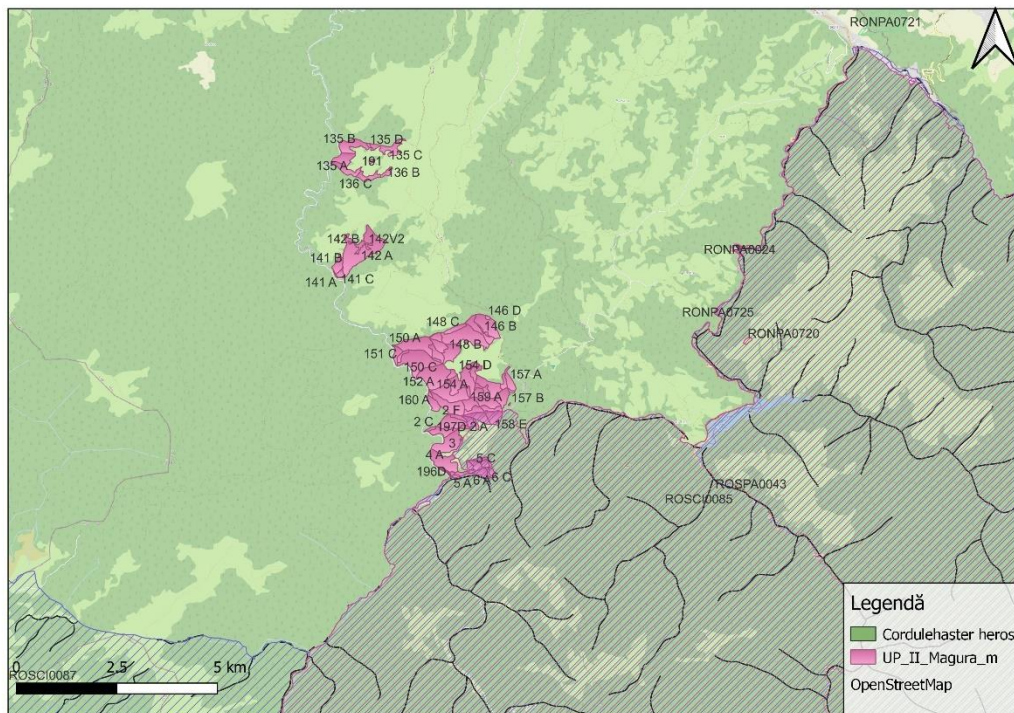 RONPA0721
135 B
135 D
135 C
191
135 A
136 B
136 C
142 B
142V2
142 A
141 B
141 A
141 C
RONPA0024
RONPA0725
RONPA0720
146 D
148 C
146 B
150 A
148 B
151 C
150 C
154 D
157 A
152 A
154 A
159 A
160 A
157 B
2 F
2 C
197D
2 A
158 E
3
4 A
5 C
196D
5 A
6 A
6 C
ROSPA0043
ROSCI0085
ROSCI0087
0
2.5
5 km
Legendă
Cordulehaster heros
UP_II_Magura_m
OpenStreetMap